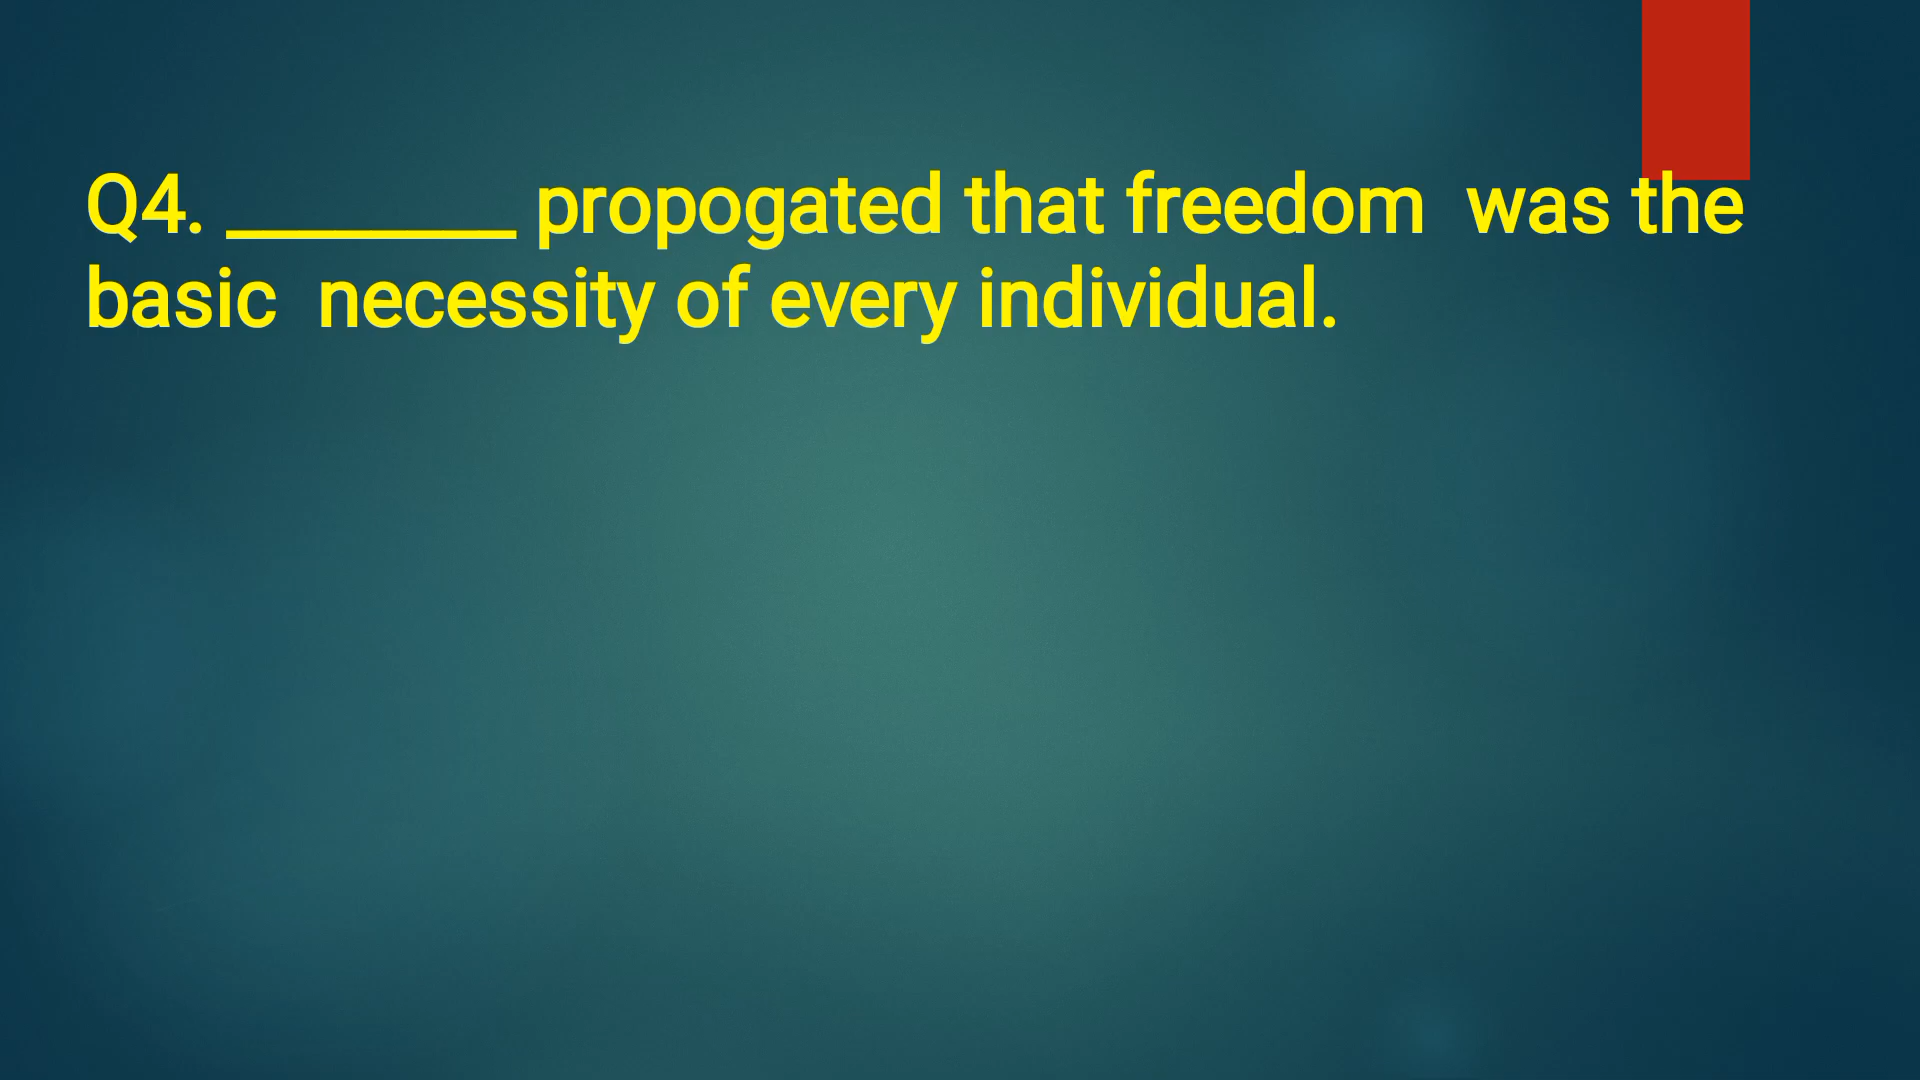 Q4. ________ propogated that freedom  was the
basic  necessity of every individual.